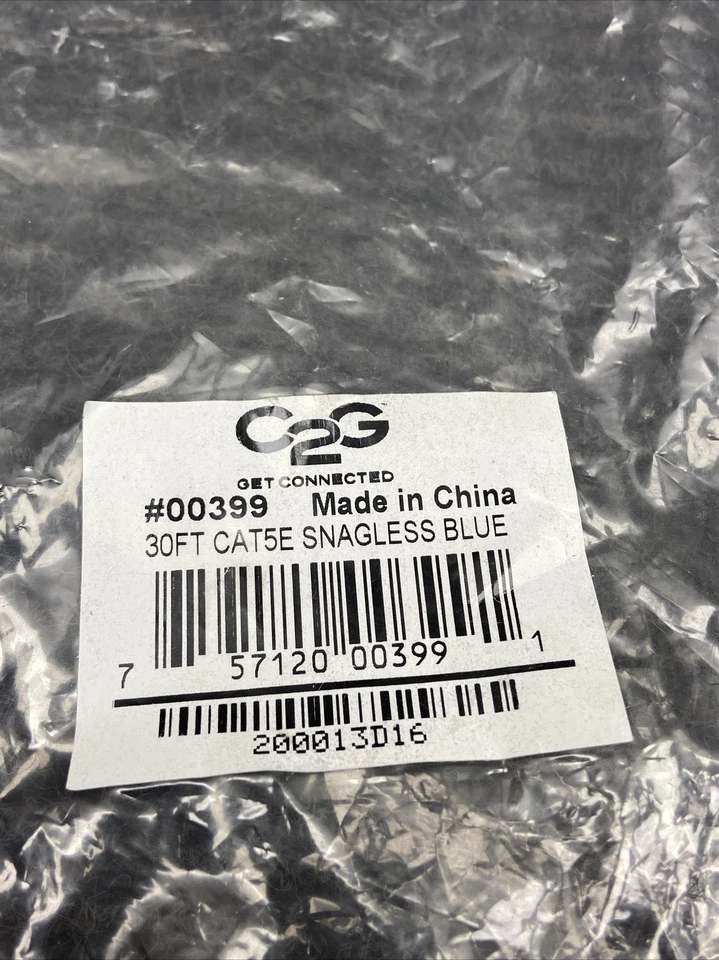 C2G
GET CONNECTED
#00399 Made in China
30FT CAT5E SNAGLESS BLUE
7 57120 00399 1
200013D16